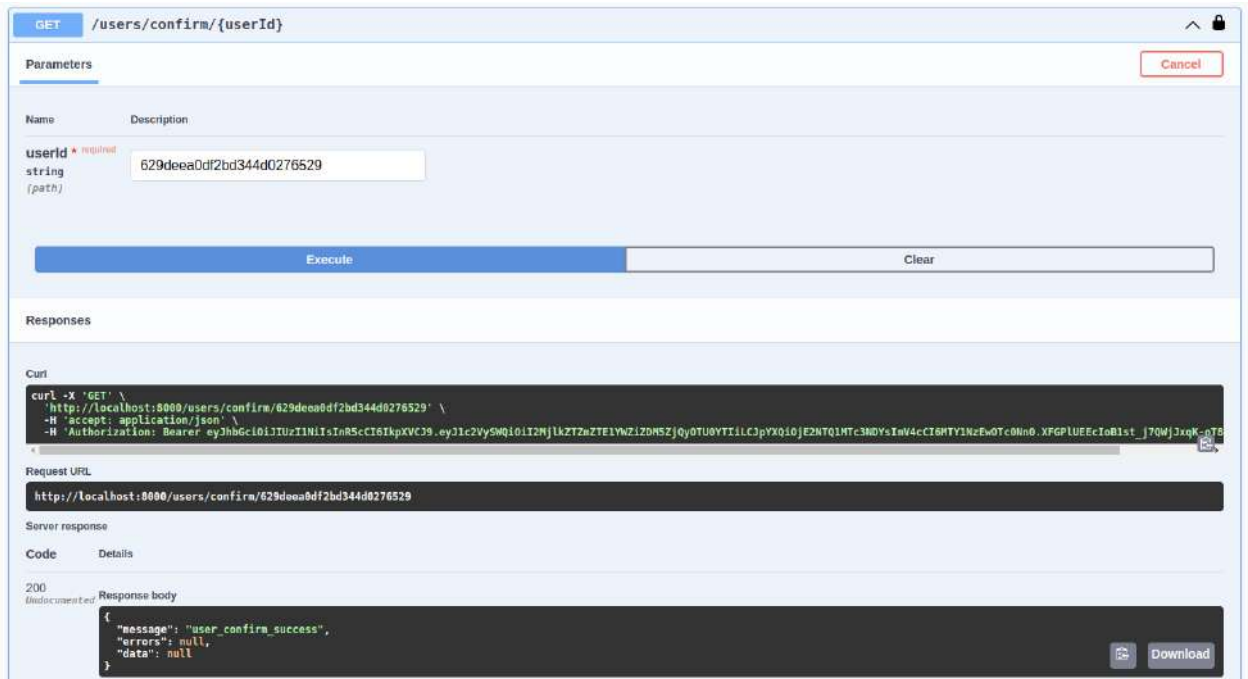 GET /users/confirm/{userId}
Parameters
Cancel
Name Description
userId * required
string
(path)
629deea0df2bd344d0276529
Execute
Clear
Responses
Curl
curl -X 'GET' \
'http://localhost:8000/users/confirm/629deea0df2bd344d0276529' \
-H 'accept: application/json' \
-H 'Authorization: Bearer
Request URL
http://localhost:8000/users/confirm/629deea0df2bd344d0276529
Server response
Code Details
200
Undocumented
Response body
{
"message": "user_confirm_success",
"errors": null,
"data": null
}
Download